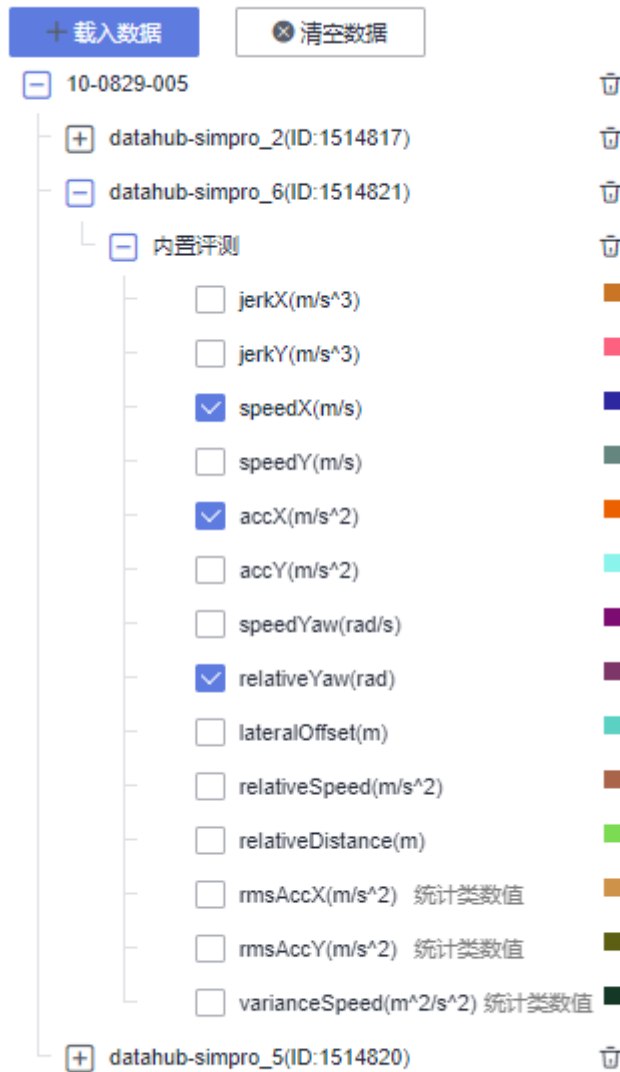 载入数据 清空数据
10-0829-005
datahub-simpro_2(ID:1514817)
datahub-simpro_6(ID:1514821)
内置评测
jerkX(m/s^3)
jerkY(m/s^3)
speedX(m/s)
speedY(m/s)
accX(m/s^2)
accY(m/s^2)
speedYaw(rad/s)
relativeYaw(rad)
lateralOffset(m)
relativeSpeed(m/s^2)
relativeDistance(m)
rmsAccX(m/s^2) 统计类数值
rmsAccY(m/s^2) 统计类数值
varianceSpeed(m^2/s^2) 统计类数值
datahub-simpro_5(ID:1514820)